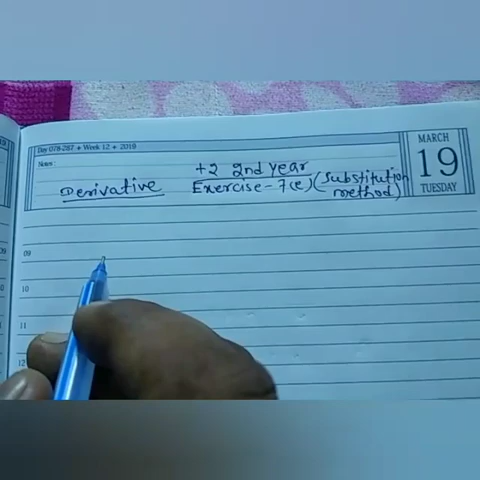 Day 078-287 + Week 12 + 2019
Notes:
MARCH
19
TUESDAY
+2 2nd year
Derivative Exercise-7(e) (Substitution
method)
09
10
11
12